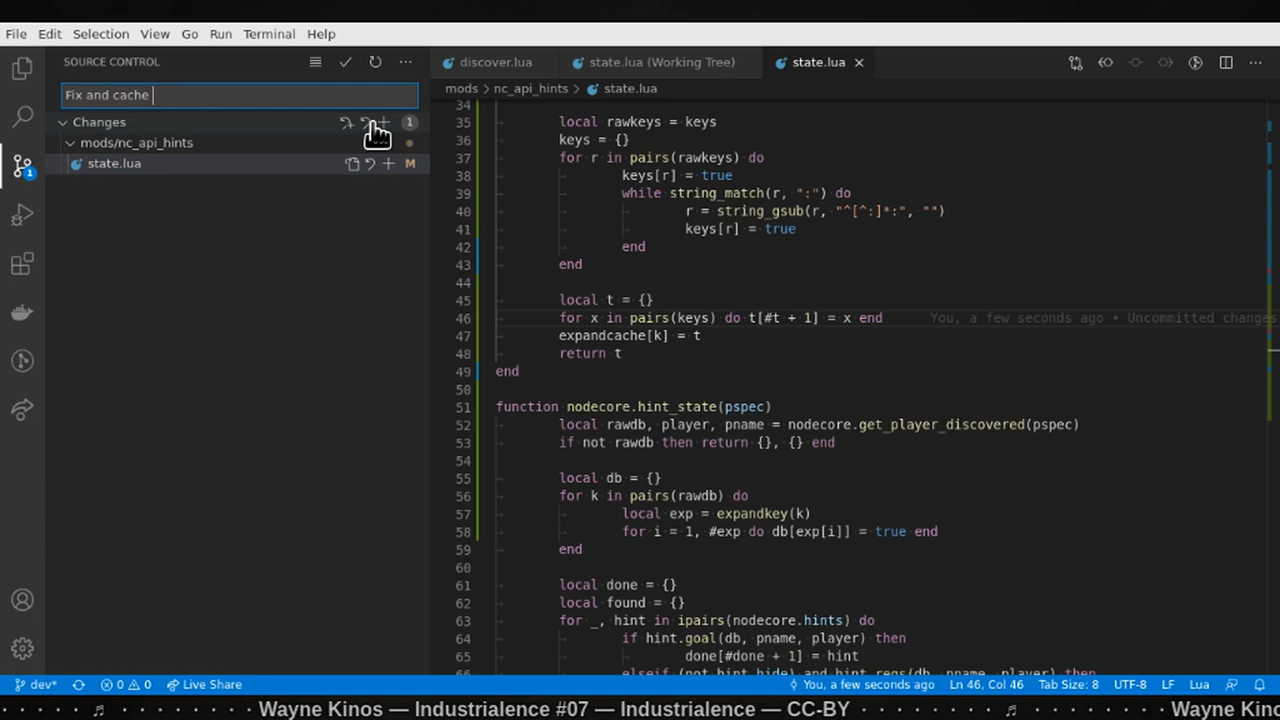 File Edit Selection View Go Run Terminal Help
SOURCE CONTROL
discover.lua state.lua (Working Tree) state.lua
mods > nc_api_hints > state.lua
Fix and cache
Changes 1
mods/nc_api_hints
state.lua M
1
34
35 local rawkeys = keys
36 keys = {}
37 for r in pairs(rawkeys) do
38 keys[r] = true
39 while string_match(r, ":") do
40 r = string_gsub(r, "^[^:]*:", "")
41 keys[r] = true
42 end
43 end
44
45 local t = {}
46 for x in pairs(keys) do t[#t + 1] = x end You, a few seconds ago • Uncommitted changes
47 expandcache[k] = t
48 return t
49 end
50
51 function nodecore.hint_state(pspec)
52 local rawdb, player, pname = nodecore.get_player_discovered(pspec)
53 if not rawdb then return {}, {} end
54
55 local db = {}
56 for k in pairs(rawdb) do
57 local exp = expandkey(k)
58 for i = 1, #exp do db[exp[i]] = true end
59 end
60
61 local done = {}
62 local found = {}
63 for _, hint in ipairs(nodecore.hints) do
64 if hint.goal(db, pname, player) then
65 done[#done + 1] = hint
66 elseif (not hint.hide) and hint.reqs(db, pname, player) then
dev* 0 0 Live Share You, a few seconds ago Ln 46, Col 46 Tab Size: 8 UTF-8 LF Lua
Wayne Kinos — Industrialence #07 — Industrialence — CC-BY · · · · · · · ♬ · · · · · · · Wayne Kinos